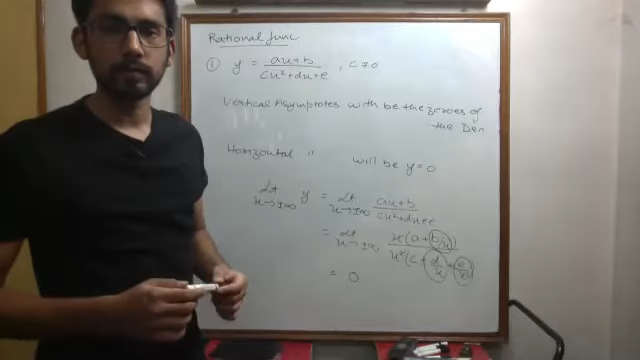 Rational func
① y = ax+b / cx²+dx+e , c≠0
Vertical Asymptotes with be the zeroes of
the Den
Horizontal " will be y=0
Lt x→±∞ y = Lt x→±∞ ax+b / cx²+dx+e
= Lt x→±∞ x(a+b/x) / x²(c+d/x+e/x²)
= 0